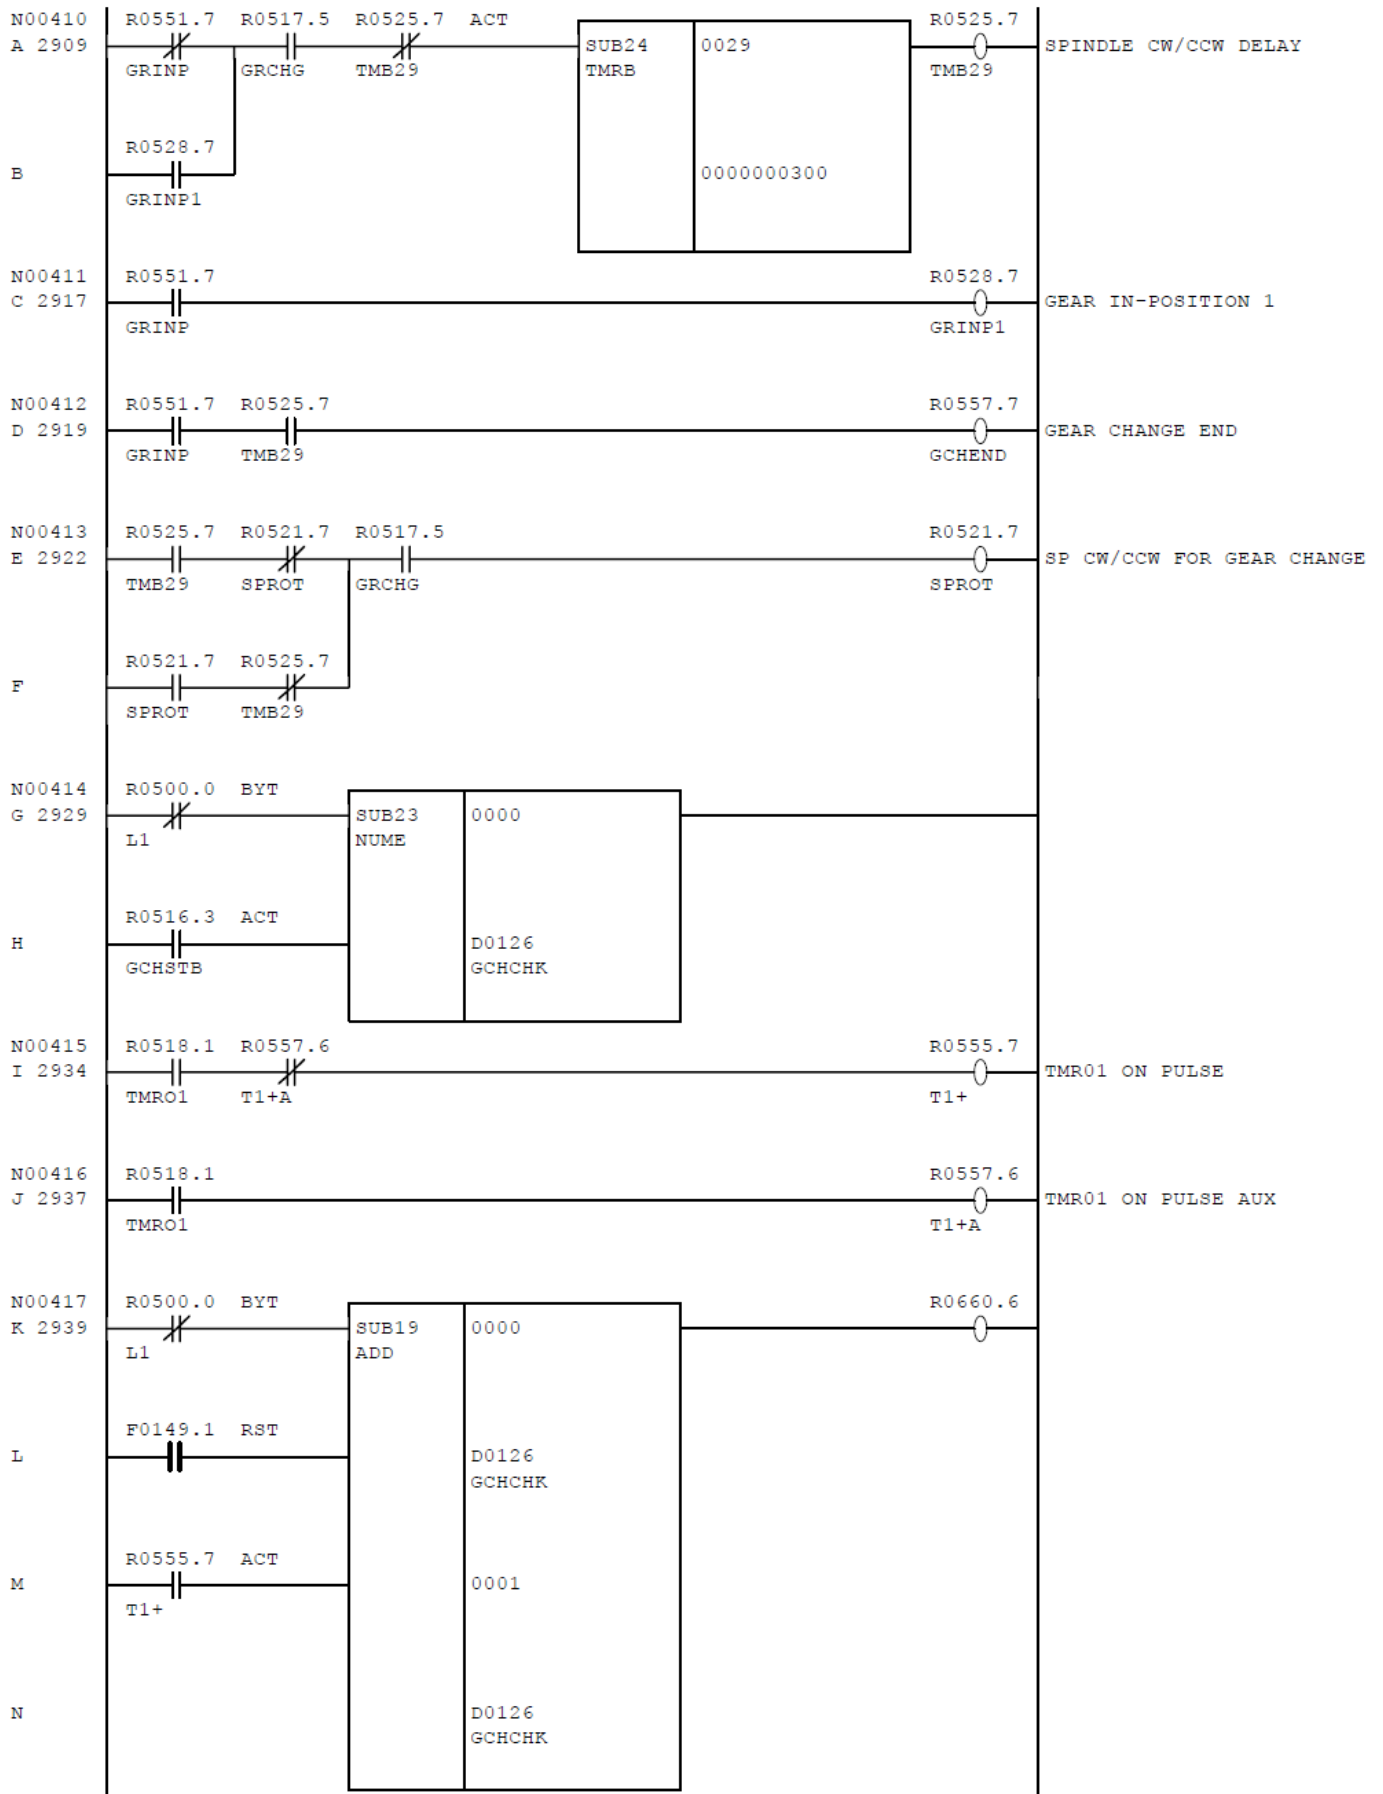 N00410 R0551.7 R0517.5 R0525.7 ACT R0525.7
A 2909 SUB24 0029 SPINDLE CW/CCW DELAY
GRINP GRCHG TMB29 TMRB TMB29
R0528.7
B 0000000300
GRINP1
N00411 R0551.7 R0528.7
C 2917 GEAR IN-POSITION 1
GRINP GRINP1
N00412 R0551.7 R0525.7 R0557.7
D 2919 GEAR CHANGE END
GRINP TMB29 GCHEND
N00413 R0525.7 R0521.7 R0517.5 R0521.7
E 2922 SP CW/CCW FOR GEAR CHANGE
TMB29 SPROT GRCHG SPROT
R0521.7 R0525.7
F
SPROT TMB29
N00414 R0500.0 BYT
G 2929 SUB23 0000
L1 NUME
R0516.3 ACT
H D0126
GCHSTB GCHCHK
N00415 R0518.1 R0557.6 R0555.7
I 2934 TMR01 ON PULSE
TMRO1 T1+A T1+
N00416 R0518.1 R0557.6
J 2937 TMR01 ON PULSE AUX
TMRO1 T1+A
N00417 R0500.0 BYT R0660.6
K 2939 SUB19 0000
L1 ADD
F0149.1 RST
L D0126
GCHCHK
R0555.7 ACT
M 0001
T1+
N D0126
GCHCHK